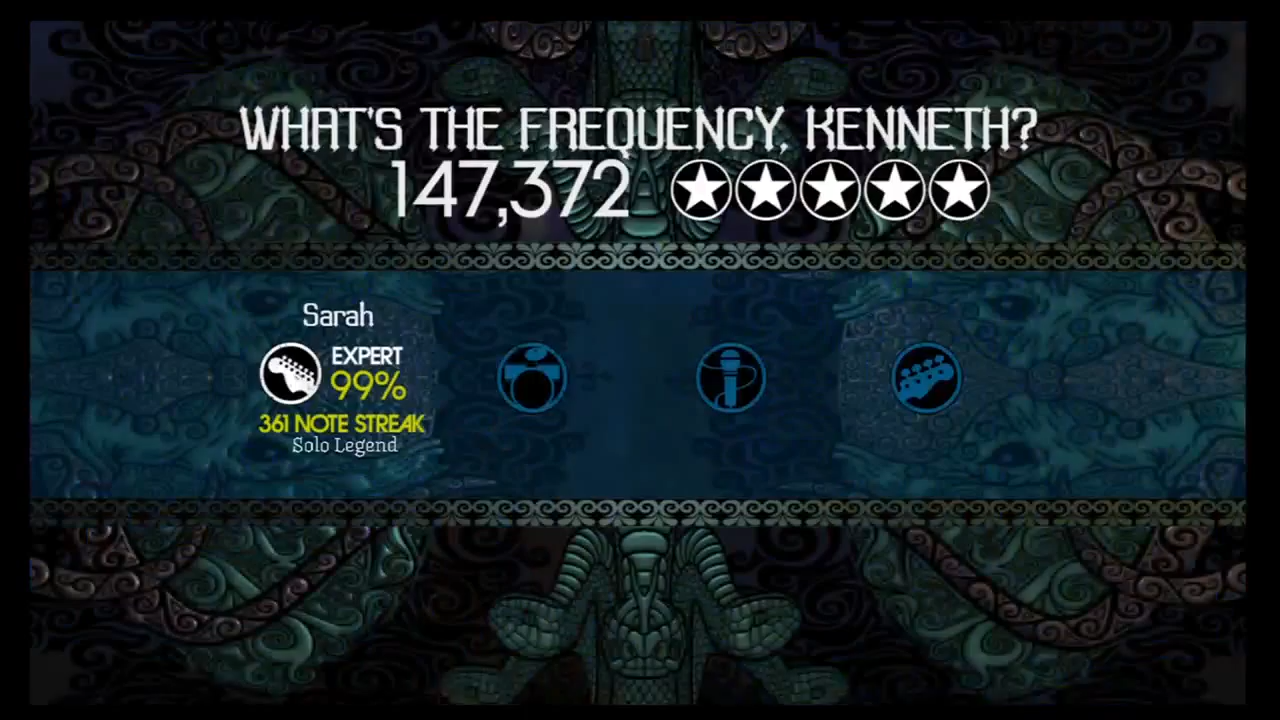 WHAT'S THE FREQUENCY, KENNETH?
147,372
Sarah
EXPERT
99%
361 NOTE STREAK
Solo Legend